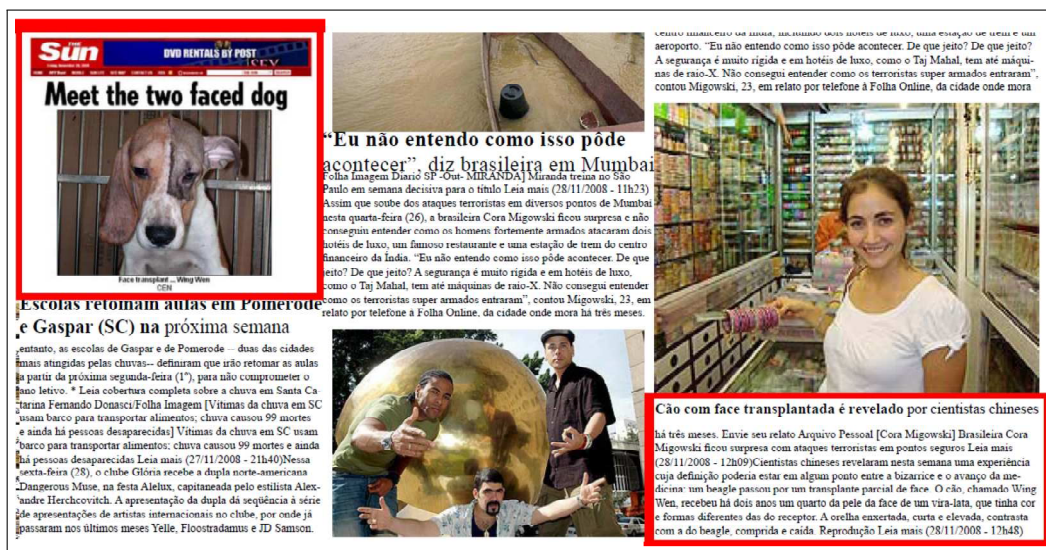 THE
Sun
DVD RENTALS BY POST
Meet the two faced dog
Face transplant ... Wing Wen
CEN
Escolas retomam aulas em Pomerode
e Gaspar (SC) na próxima semana
entanto, as escolas de Gaspar e de Pomerode -- duas das cidades
mais atingidas pelas chuvas-- definiram que irão retomar as aulas
a partir da próxima segunda-feira (1º), para não comprometer o
ano letivo. * Leia cobertura completa sobre a chuva em Santa Ca-
tarina Fernando Donasci/Folha Imagem [Vítimas da chuva em SC
usam barco para transportar alimentos; chuva causou 99 mortes
e ainda há pessoas desaparecidas] Vítimas da chuva em SC usam
barco para transportar alimentos; chuva causou 99 mortes e ainda
há pessoas desaparecidas Leia mais (27/11/2008 - 21h40)Nessa
sexta-feira (28), o clube Glória recebe a dupla norte-americana
Dangerous Muse, na festa Alelux, capitaneada pelo estilista Alex-
andre Herchcovitch. A apresentação da dupla dá seqüência à série
de apresentações de artistas internacionais no clube, por onde já
passaram nos últimos meses Yelle, Floostradamus e JD Samson.
“Eu não entendo como isso pôde
acontecer”, diz brasileira em Mumbai
Folha Imagem Diário SP -Out- MIRANDA] Miranda treina no São
Paulo em semana decisiva para o título Leia mais (28/11/2008 - 11h23)
Assim que soube dos ataques terroristas em diversos pontos de Mumbai
nesta quarta-feira (26), a brasileira Cora Migowski ficou surpresa e não
conseguiu entender como os homens fortemente armados atacaram dois
hotéis de luxo, um famoso restaurante e uma estação de trem do centro
financeiro da Índia. “Eu não entendo como isso pôde acontecer. De que
jeito? De que jeito? A segurança é muito rígida e em hotéis de luxo,
como o Taj Mahal, tem até máquinas de raio-X. Não consegui entender
como os terroristas super armados entraram”, contou Migowski, 23, em
relato por telefone à Folha Online, da cidade onde mora há três meses.
centro financeiro da Índia, incluindo dois hotéis de luxo, uma estação de trem e um
aeroporto. “Eu não entendo como isso pôde acontecer. De que jeito? De que jeito?
A segurança é muito rígida e em hotéis de luxo, como o Taj Mahal, tem até máqui-
nas de raio-X. Não consegui entender como os terroristas super armados entraram”,
contou Migowski, 23, em relato por telefone à Folha Online, da cidade onde mora
Cão com face transplantada é revelado por cientistas chineses
há três meses. Envie seu relato Arquivo Pessoal [Cora Migowski] Brasileira Cora
Migowski ficou surpresa com ataques terroristas em pontos seguros Leia mais
(28/11/2008 - 12h09)Cientistas chineses revelaram nesta semana uma experiência
cuja definição poderia estar em algum ponto entre a bizarrice e o avanço da me-
dicina: um beagle passou por um transplante parcial de face. O cão, chamado Wing
Wen, recebeu há dois anos um quarto da pele da face de um vira-lata, que tinha cor
e formas diferentes das do receptor. A orelha enxertada, curta e elevada, contrasta
com a do beagle, comprida e caída. Reprodução Leia mais (28/11/2008 - 12h48)